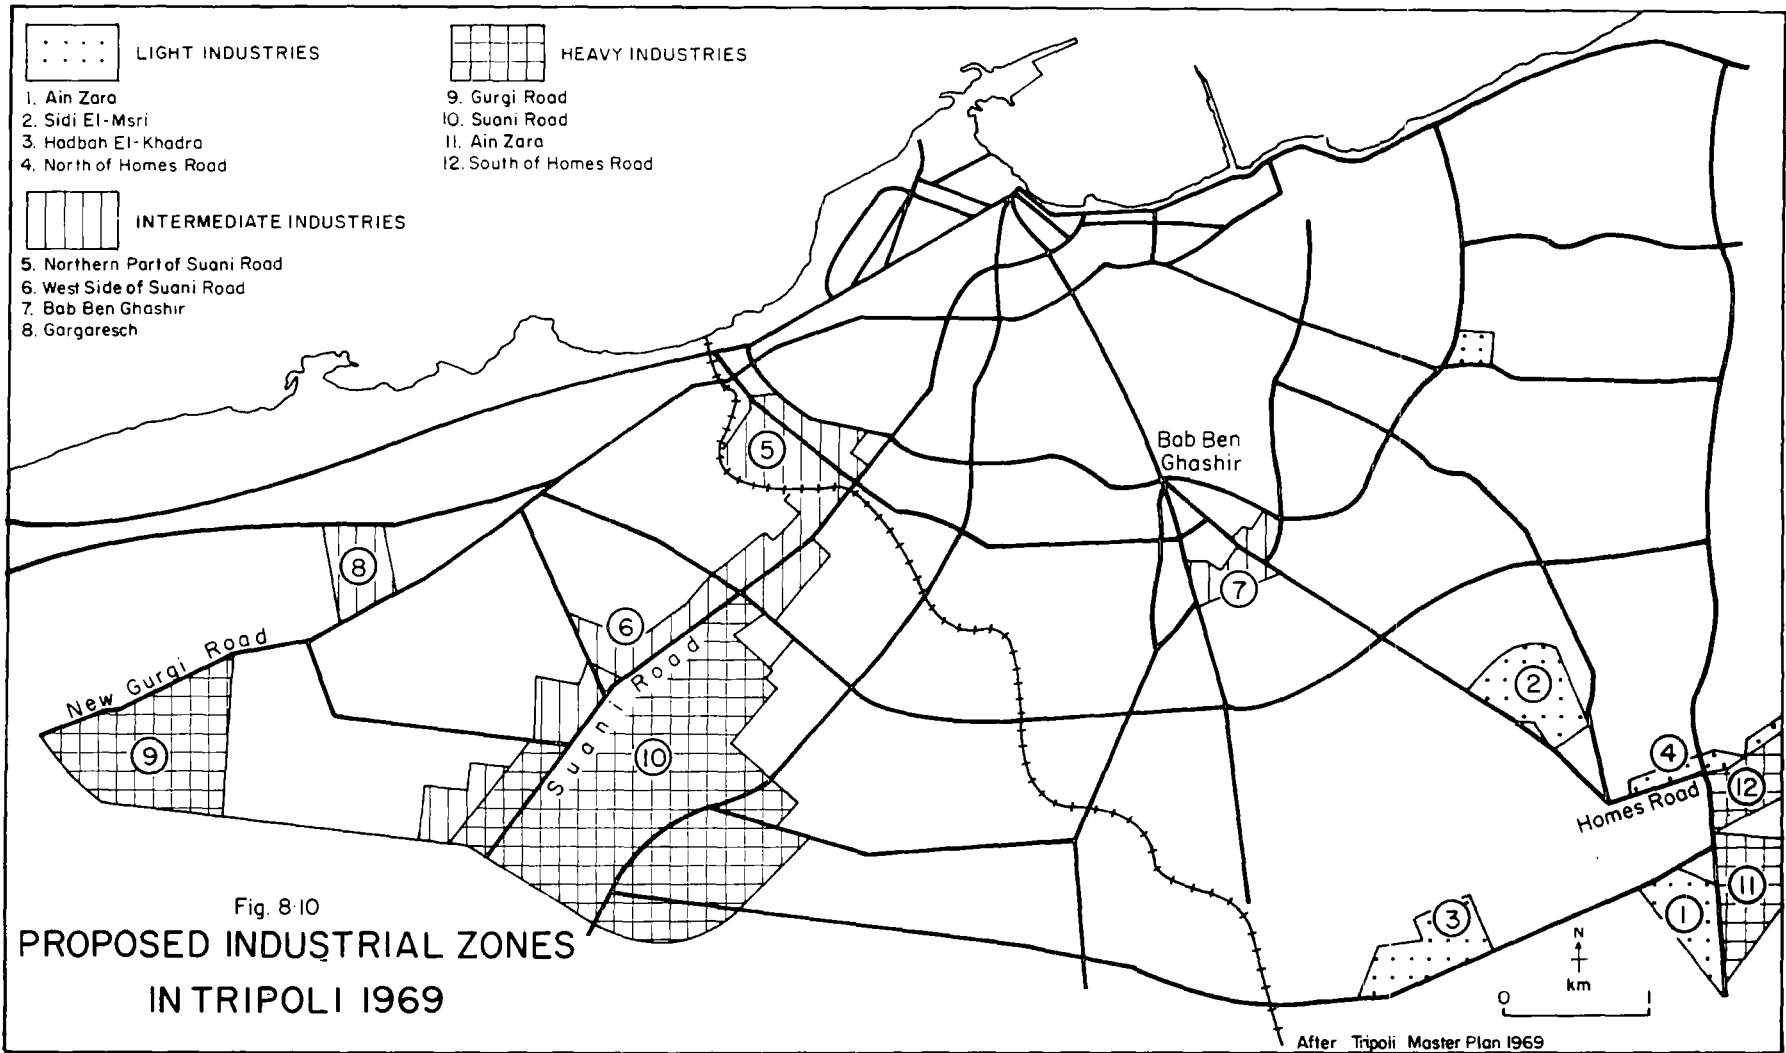 LIGHT INDUSTRIES
1. Ain Zara
2. Sidi El-Msri
3. Hadbah El-Khadra
4. North of Homes Road
INTERMEDIATE INDUSTRIES
5. Northern Part of Suani Road
6. West Side of Suani Road
7. Bab Ben Ghashir
8. Gargaresch
HEAVY INDUSTRIES
9. Gurgi Road
10. Suani Road
11. Ain Zara
12. South of Homes Road
Bab Ben
Ghashir
5
8
7
6
New Gurgi Road
Suani Road
2
9
10
4
12
Homes Road
11
1
3
N
km
0 1
Fig. 8·10
PROPOSED INDUSTRIAL ZONES
IN TRIPOLI 1969
After Tripoli Master Plan 1969